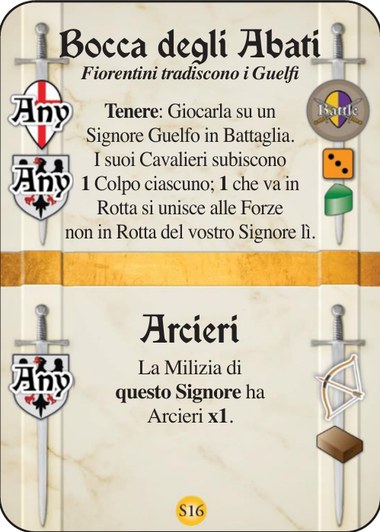 Bocca degli Abati
Fiorentini tradiscono i Guelfi
Any
Battle
Any
Tenere: Giocarla su un
Signore Guelfo in Battaglia.
I suoi Cavalieri subiscono
1 Colpo ciascuno; 1 che va in
Rotta si unisce alle Forze
non in Rotta del vostro Signore lì.
Arcieri
Any
La Milizia di
questo Signore ha
Arcieri x1.
S16